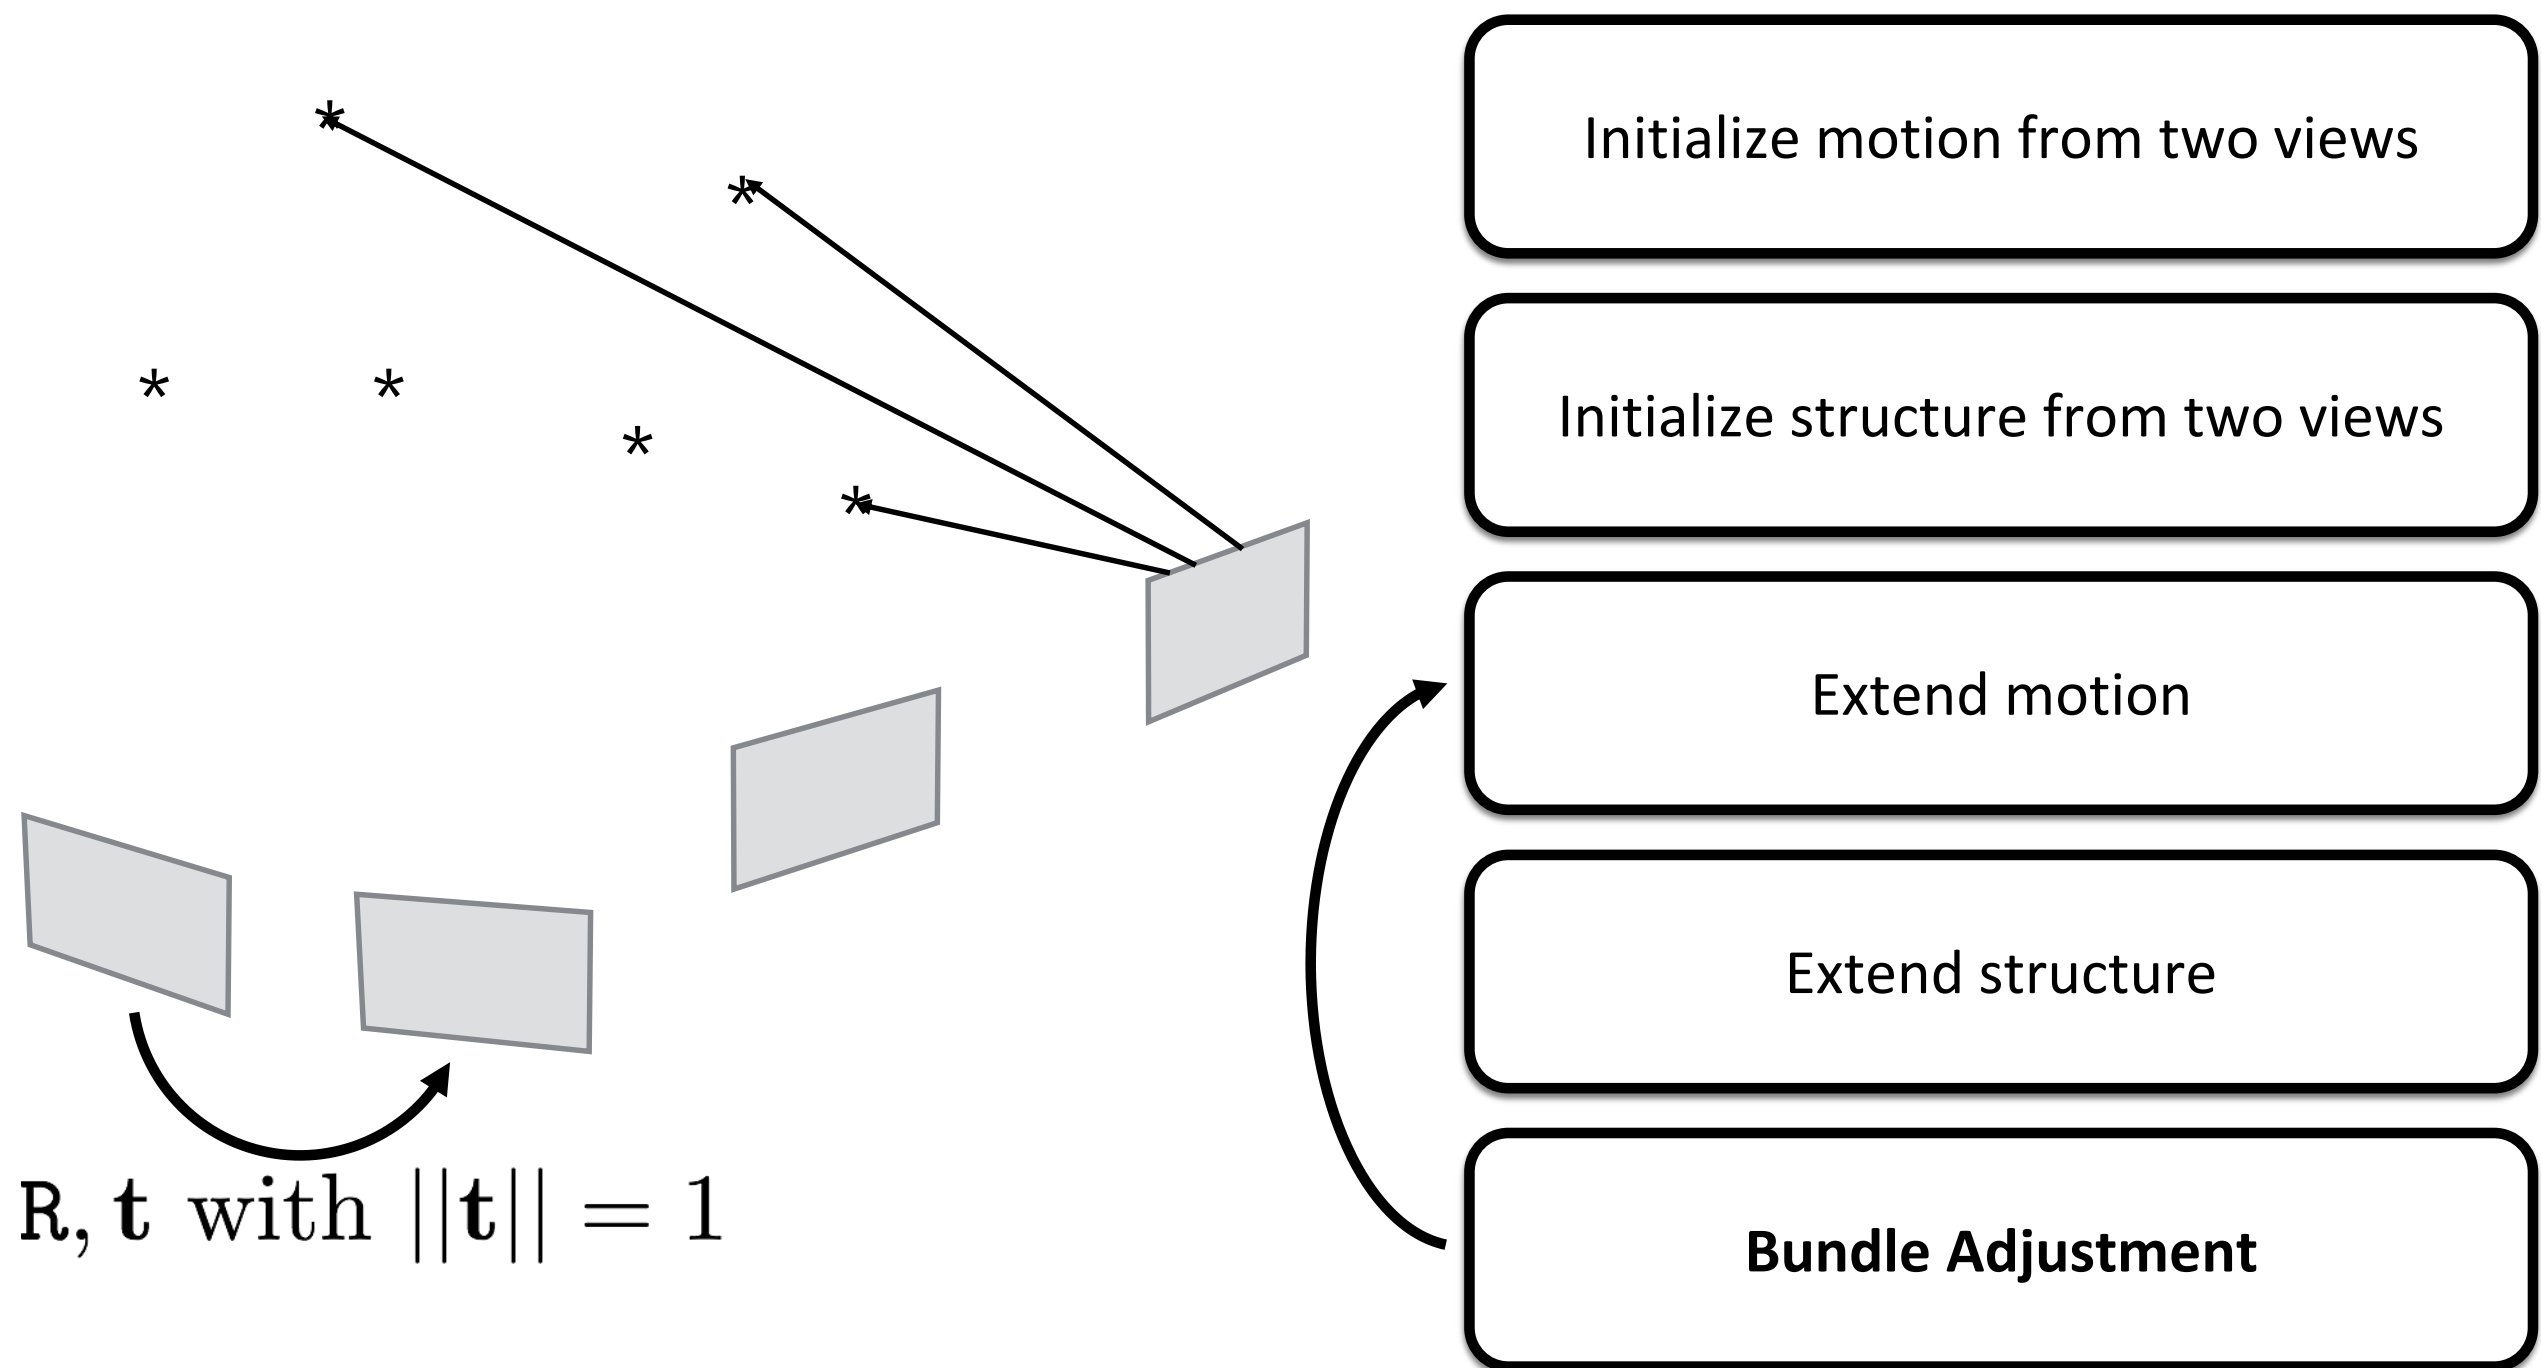 Initialize motion from two views
Initialize structure from two views
Extend motion
Extend structure
Bundle Adjustment
R, t with ||t|| = 1